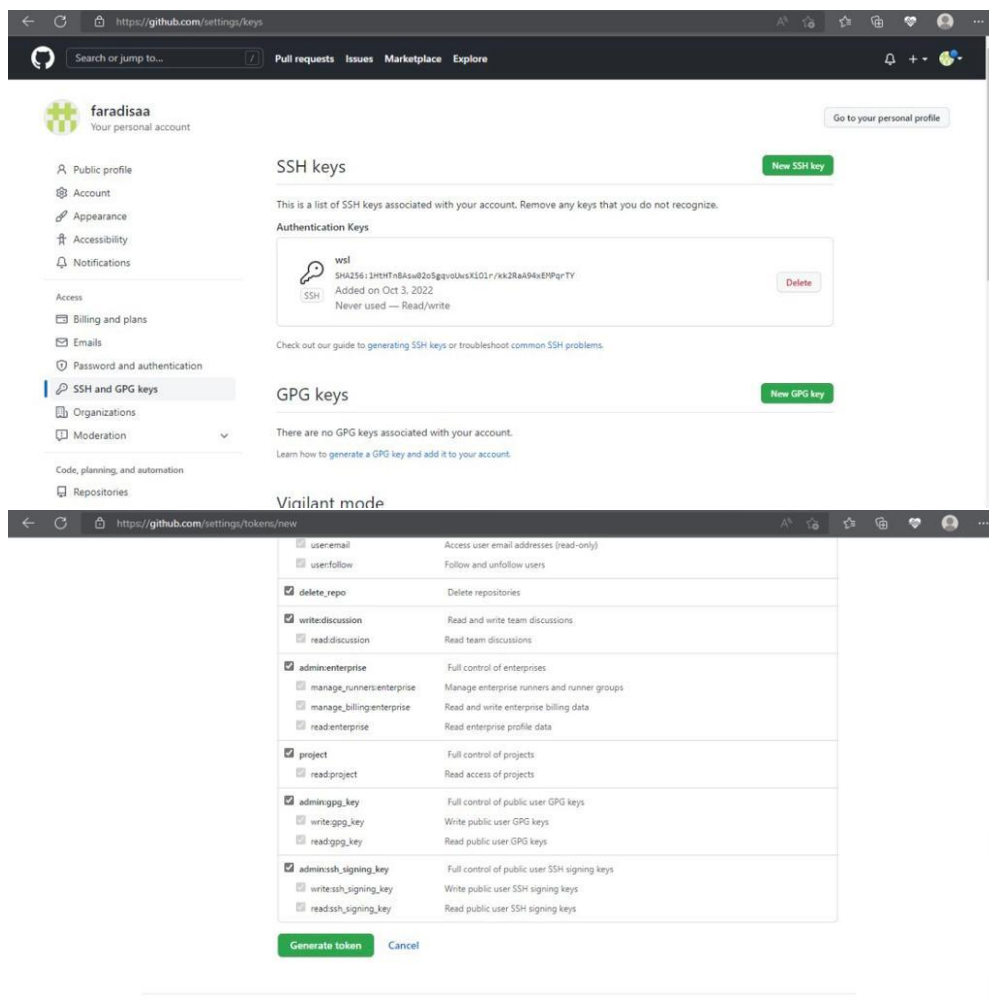 https://github.com/settings/keys
Search or jump to... / Pull requests Issues Marketplace Explore
faradisaa
Your personal account
Go to your personal profile
Public profile
Account
Appearance
Accessibility
Notifications
Access
Billing and plans
Emails
Password and authentication
SSH and GPG keys
Organizations
Moderation
Code, planning, and automation
Repositories
SSH keys
New SSH key
This is a list of SSH keys associated with your account. Remove any keys that you do not recognize.
Authentication Keys
wsl
Added on Oct 3, 2022
Never used — Read/write
SSH
Delete
Check out our guide to generating SSH keys or troubleshoot common SSH problems.
GPG keys
New GPG key
There are no GPG keys associated with your account.
Learn how to generate a GPG key and add it to your account.
Vigilant mode
https://github.com/settings/tokens/new
user:email Access user email addresses (read-only)
user:follow Follow and unfollow users
delete_repo Delete repositories
write:discussion Read and write team discussions
read:discussion Read team discussions
admin:enterprise Full control of enterprises
manage_runners:enterprise Manage enterprise runners and runner groups
manage_billing:enterprise Read and write enterprise billing data
read:enterprise Read enterprise profile data
project Full control of projects
read:project Read access of projects
admin:gpg_key Full control of public user GPG keys
write:gpg_key Write public user GPG keys
read:gpg_key Read public user GPG keys
admin:ssh_signing_key Full control of public user SSH signing keys
write:ssh_signing_key Write public user SSH signing keys
read:ssh_signing_key Read public user SSH signing keys
Generate token Cancel